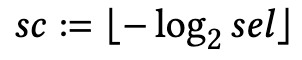 sc := ⌊− log₂ sel⌋